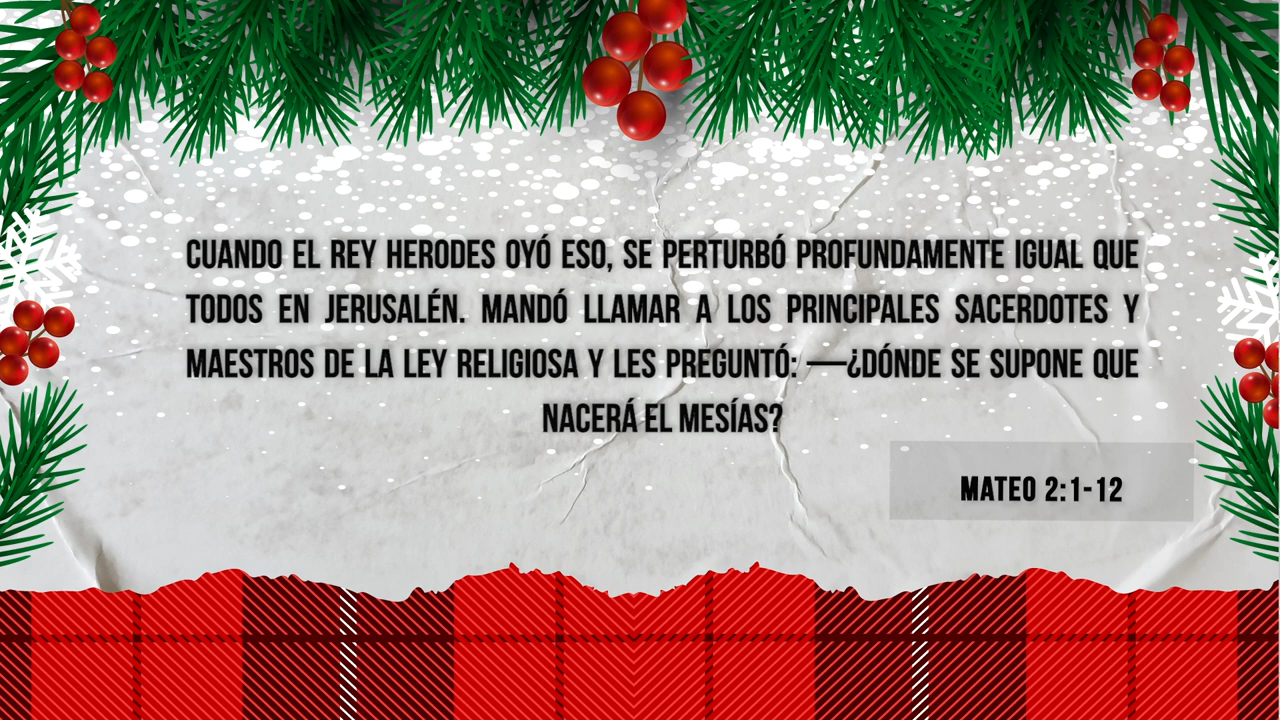 CUANDO EL REY HERODES OYÓ ESO, SE PERTURBÓ PROFUNDAMENTE IGUAL QUE
TODOS EN JERUSALÉN. MANDÓ LLAMAR A LOS PRINCIPALES SACERDOTES Y
MAESTROS DE LA LEY RELIGIOSA Y LES PREGUNTÓ: —¿DÓNDE SE SUPONE QUE
NACERÁ EL MESÍAS?
MATEO 2:1-12